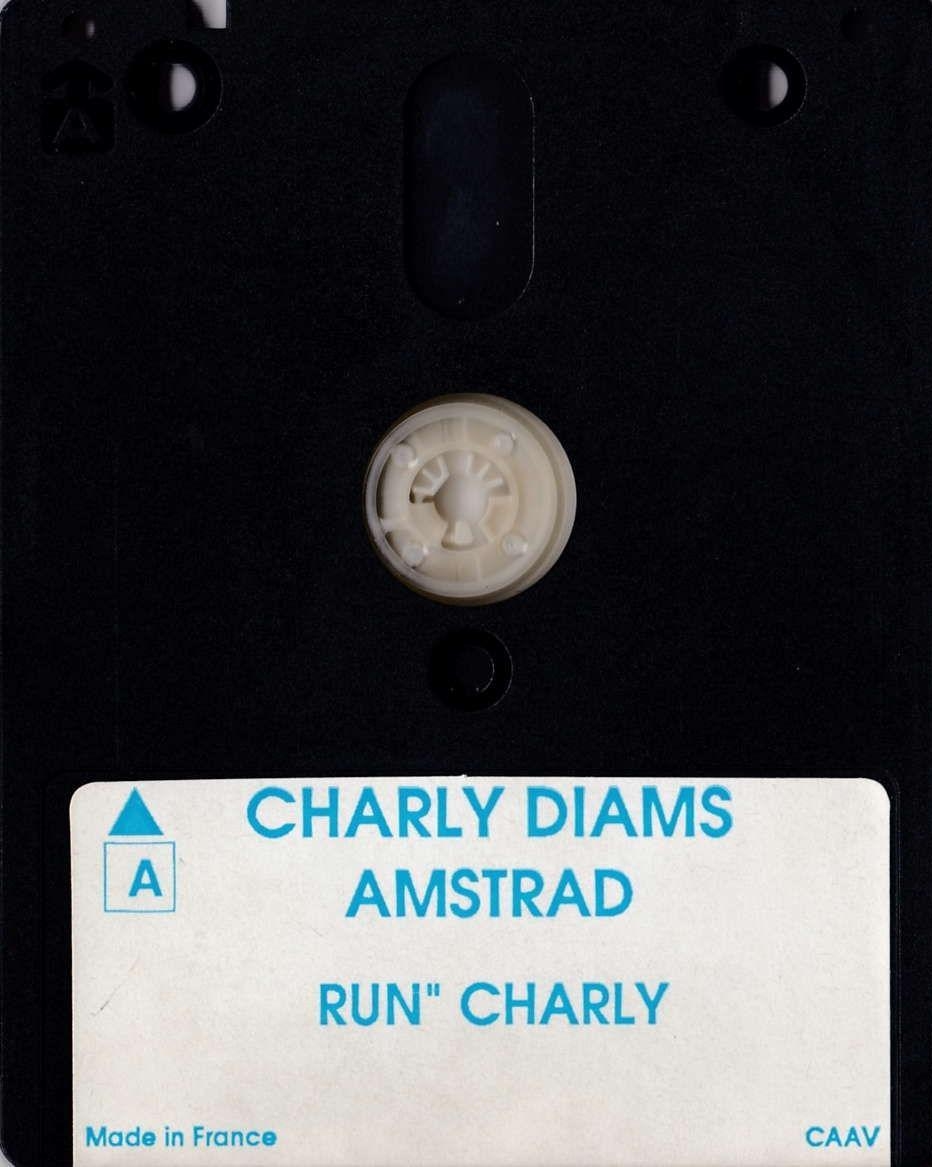 CHARLY DIAMS
A
AMSTRAD
RUN" CHARLY
Made in France
CAAV